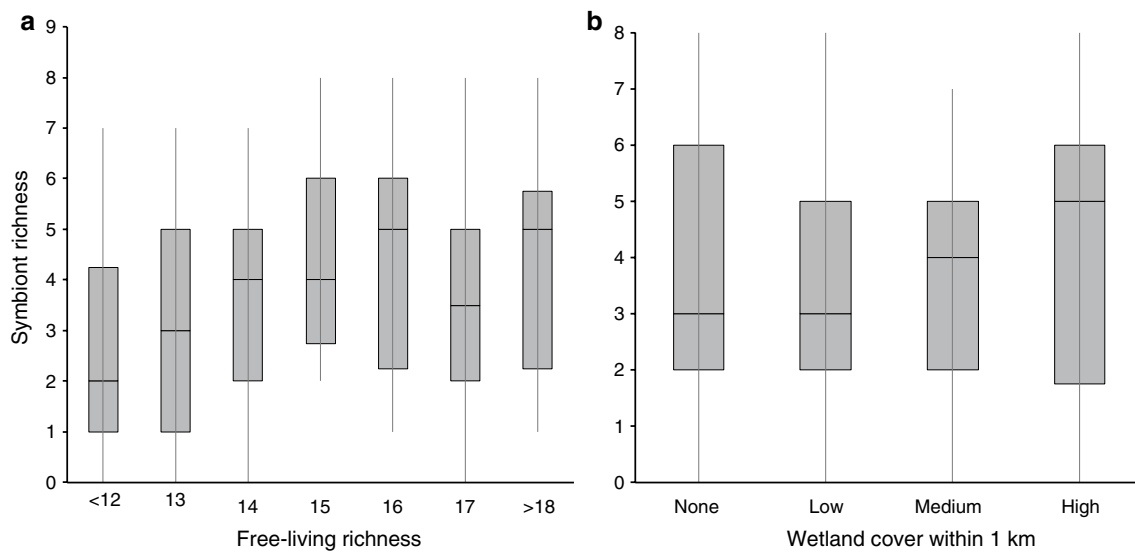 a
9
8
7
6
5
4
3
2
1
0
Symbiont richness
<12 13 14 15 16 17 >18
Free-living richness
b
8
7
6
5
4
3
2
1
0
None Low Medium High
Wetland cover within 1 km